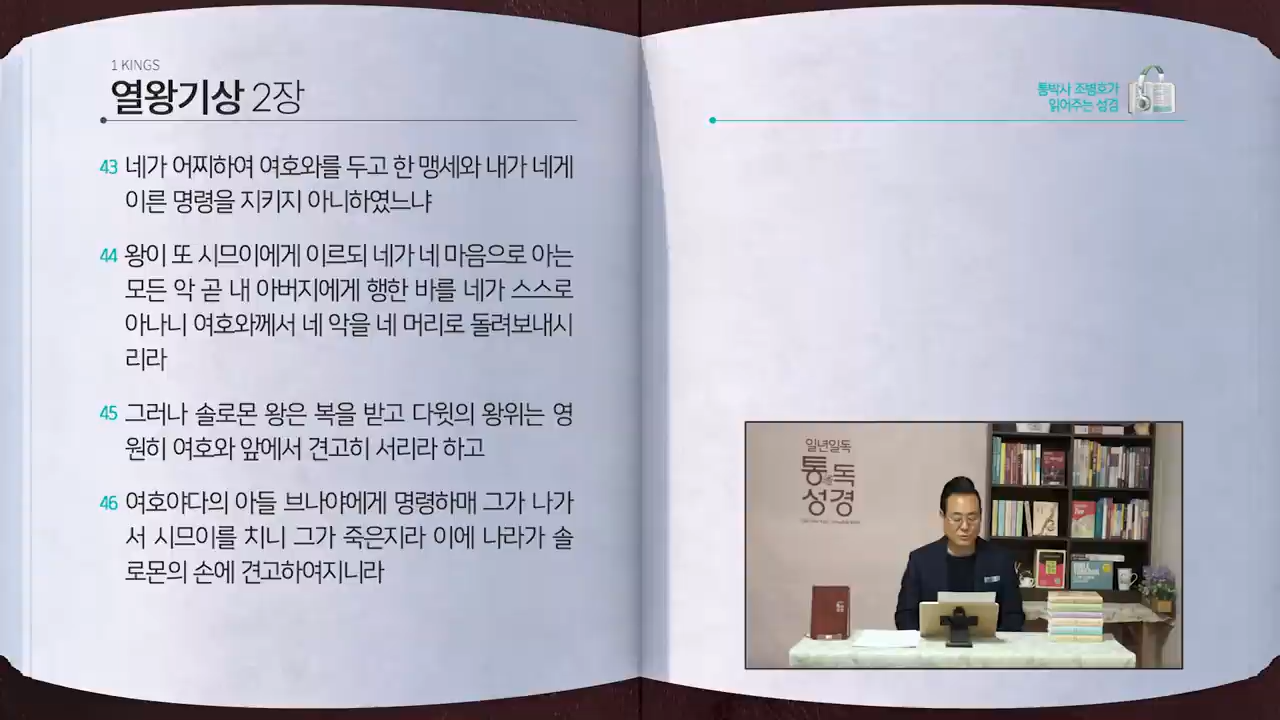 1 KINGS
열왕기상 2장
43 네가 어찌하여 여호와를 두고 한 맹세와 내가 네게
이른 명령을 지키지 아니하였느냐
44 왕이 또 시므이에게 이르되 네가 네 마음으로 아는
모든 악 곧 내 아버지에게 행한 바를 네가 스스로
아나니 여호와께서 네 악을 네 머리로 돌려보내시
리라
45 그러나 솔로몬 왕은 복을 받고 다윗의 왕위는 영
원히 여호와 앞에서 견고히 서리라 하고
46 여호야다의 아들 브나야에게 명령하매 그가 나가
서 시므이를 치니 그가 죽은지라 이에 나라가 솔
로몬의 손에 견고하여지니라
통박사 조병호가
읽어주는 성경
일년일독
통독
성경